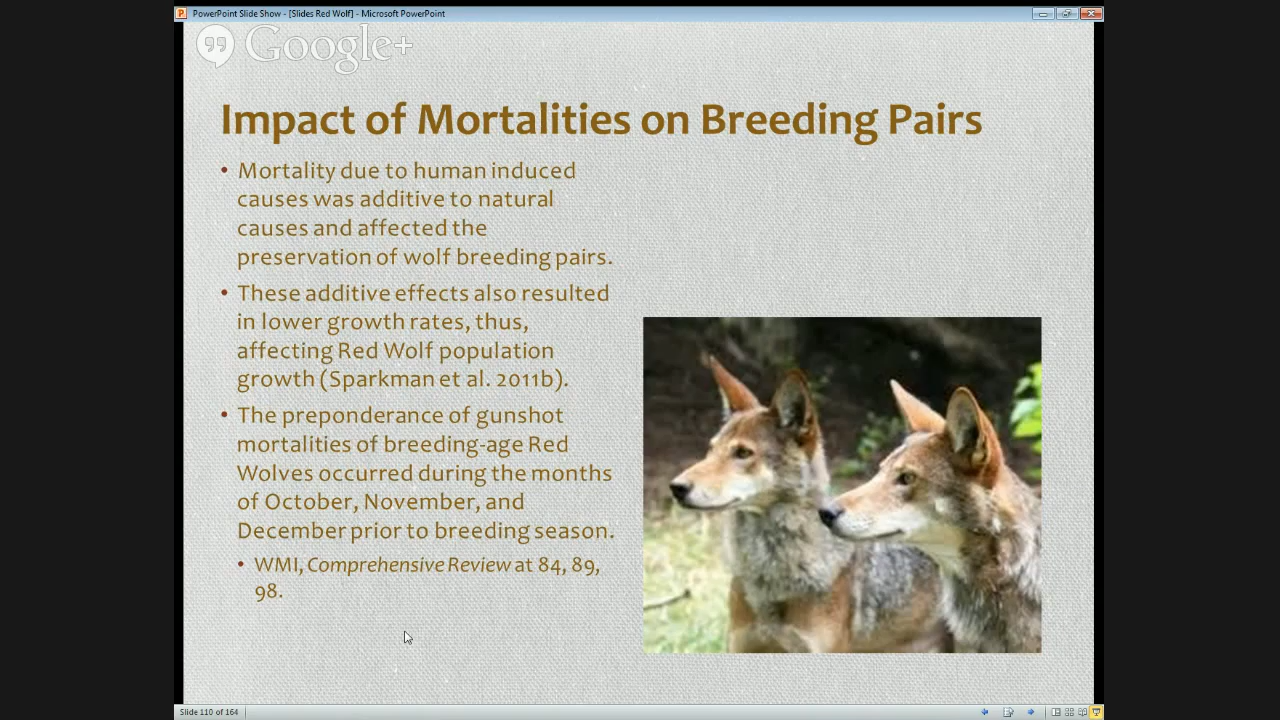 PowerPoint Slide Show - [Slides Red Wolf] - Microsoft PowerPoint
Google+
Impact of Mortalities on Breeding Pairs
• Mortality due to human induced
causes was additive to natural
causes and affected the
preservation of wolf breeding pairs.
• These additive effects also resulted
in lower growth rates, thus,
affecting Red Wolf population
growth (Sparkman et al. 2011b).
• The preponderance of gunshot
mortalities of breeding-age Red
Wolves occurred during the months
of October, November, and
December prior to breeding season.
• WMI, Comprehensive Review at 84, 89,
98.
Slide 110 of 164